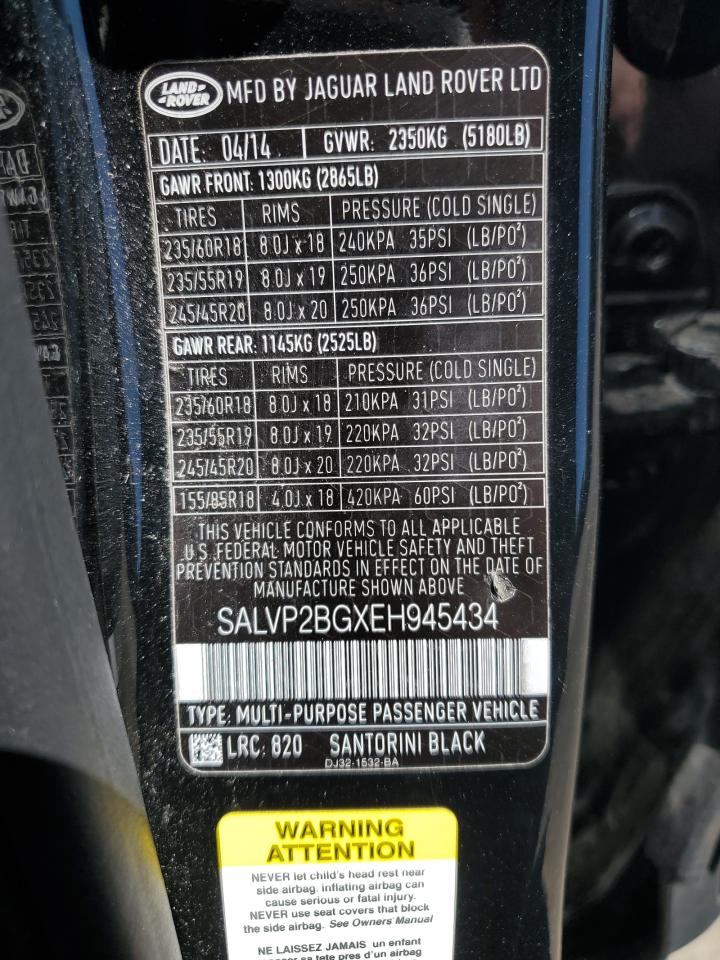 LAND ROVER MFD BY JAGUAR LAND ROVER LTD
DATE: 04/14 GVWR: 2350KG (5180LB)
GAWR FRONT: 1300KG (2865LB)
TIRES RIMS PRESSURE (COLD SINGLE)
235/60R18 8.0J x 18 240KPA 35PSI (LB/PO²)
235/55R19 8.0J x 19 250KPA 36PSI (LB/PO²)
245/45R20 8.0J x 20 250KPA 36PSI (LB/PO²)
GAWR REAR: 1145KG (2525LB)
TIRES RIMS PRESSURE (COLD SINGLE)
235/60R18 8.0J x 18 210KPA 31PSI (LB/PO²)
235/55R19 8.0J x 19 220KPA 32PSI (LB/PO²)
245/45R20 8.0J x 20 220KPA 32PSI (LB/PO²)
155/85R18 4.0J x 18 420KPA 60PSI (LB/PO²)
THIS VEHICLE CONFORMS TO ALL APPLICABLE
U.S. FEDERAL MOTOR VEHICLE SAFETY AND THEFT
PREVENTION STANDARDS IN EFFECT ON THE DATE OF
MANUFACTURE SHOWN ABOVE
SALVP2BGXEH945434
TYPE: MULTI-PURPOSE PASSENGER VEHICLE
LRC: 820 SANTORINI BLACK
DJ32-1532-BA
WARNING
ATTENTION
NEVER let child's head rest near
side airbag. inflating airbag can
cause serious or fatal injury.
NEVER use seat covers that block
the side airbag. See Owners Manual
NE LAISSEZ JAMAIS un enfant
sa tete pres d'un airbag